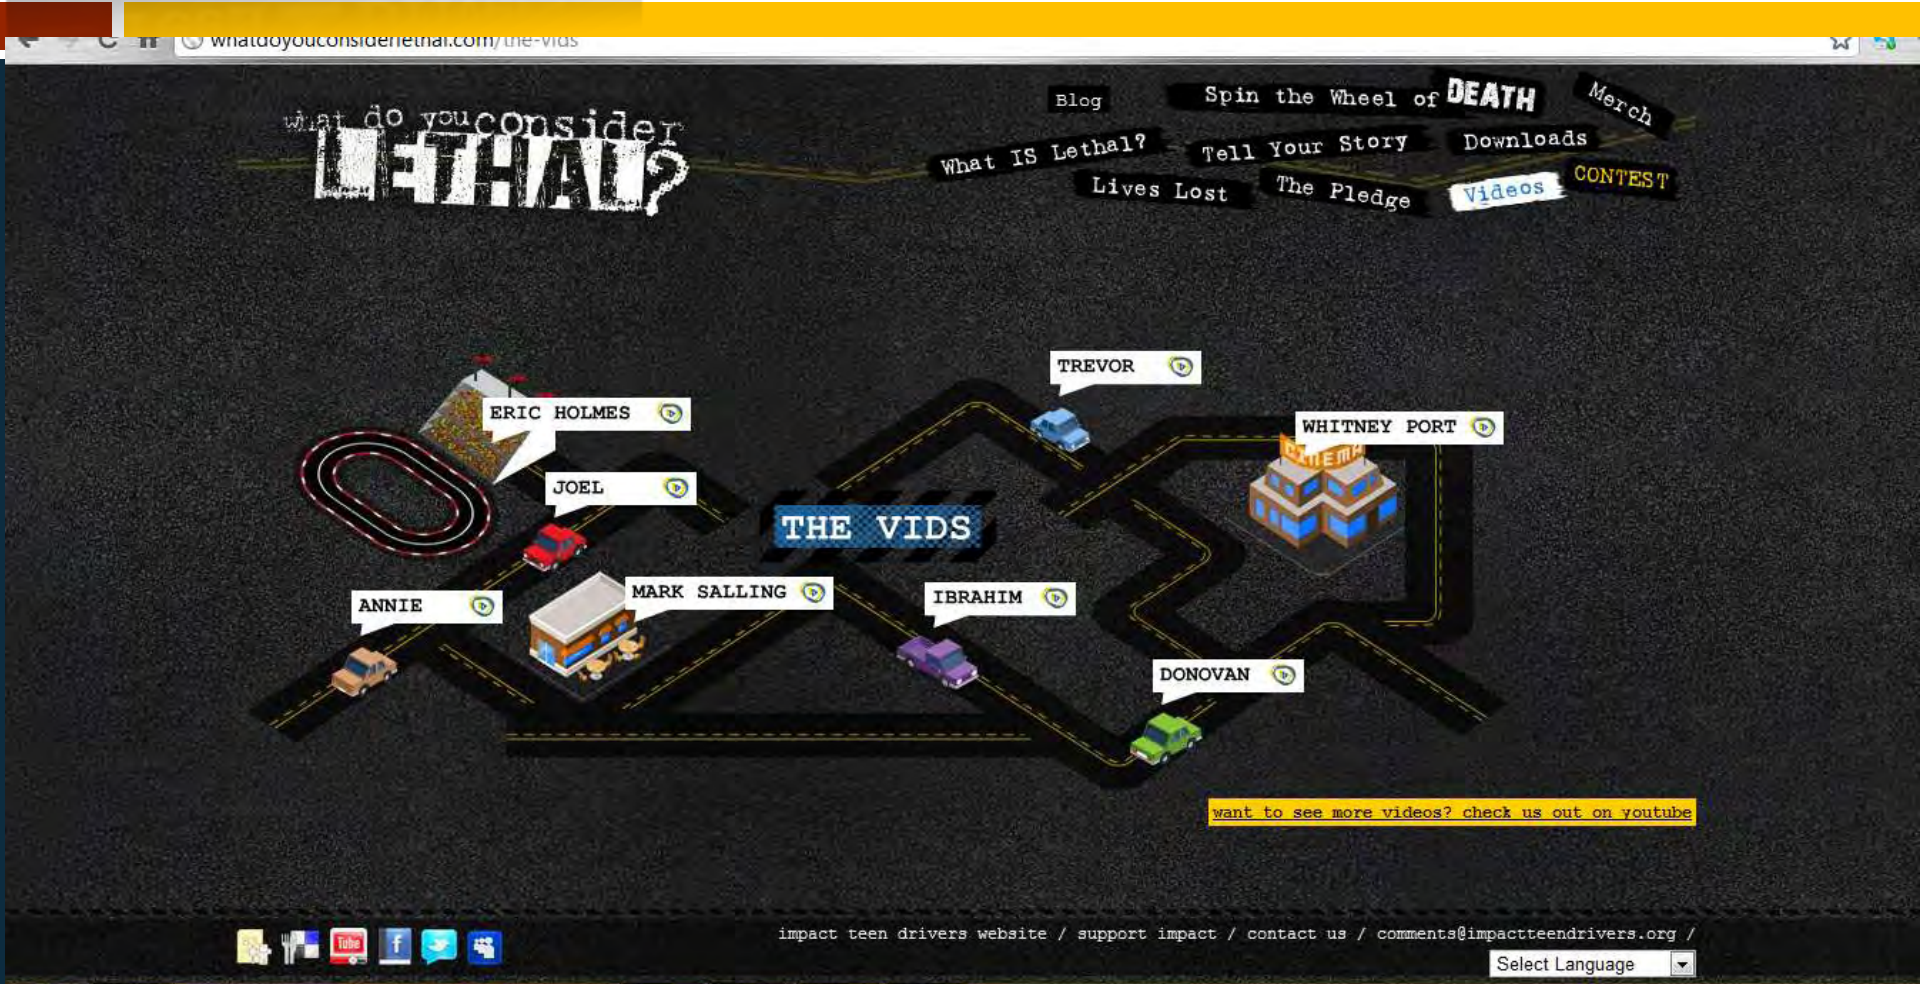 whatdoyouconsiderlethal.com/the-vids
what do you consider
LETHAL?
Blog
Spin the Wheel of DEATH
Merch
What IS Lethal?
Tell Your Story
Downloads
Lives Lost
The Pledge
Videos
CONTEST
TREVOR
ERIC HOLMES
WHITNEY PORT
CINEMA
JOEL
THE VIDS
MARK SALLING
IBRAHIM
ANNIE
DONOVAN
want to see more videos? check us out on youtube
Tube
f
impact teen drivers website / support impact / contact us / comments@impactteendrivers.org /
Select Language